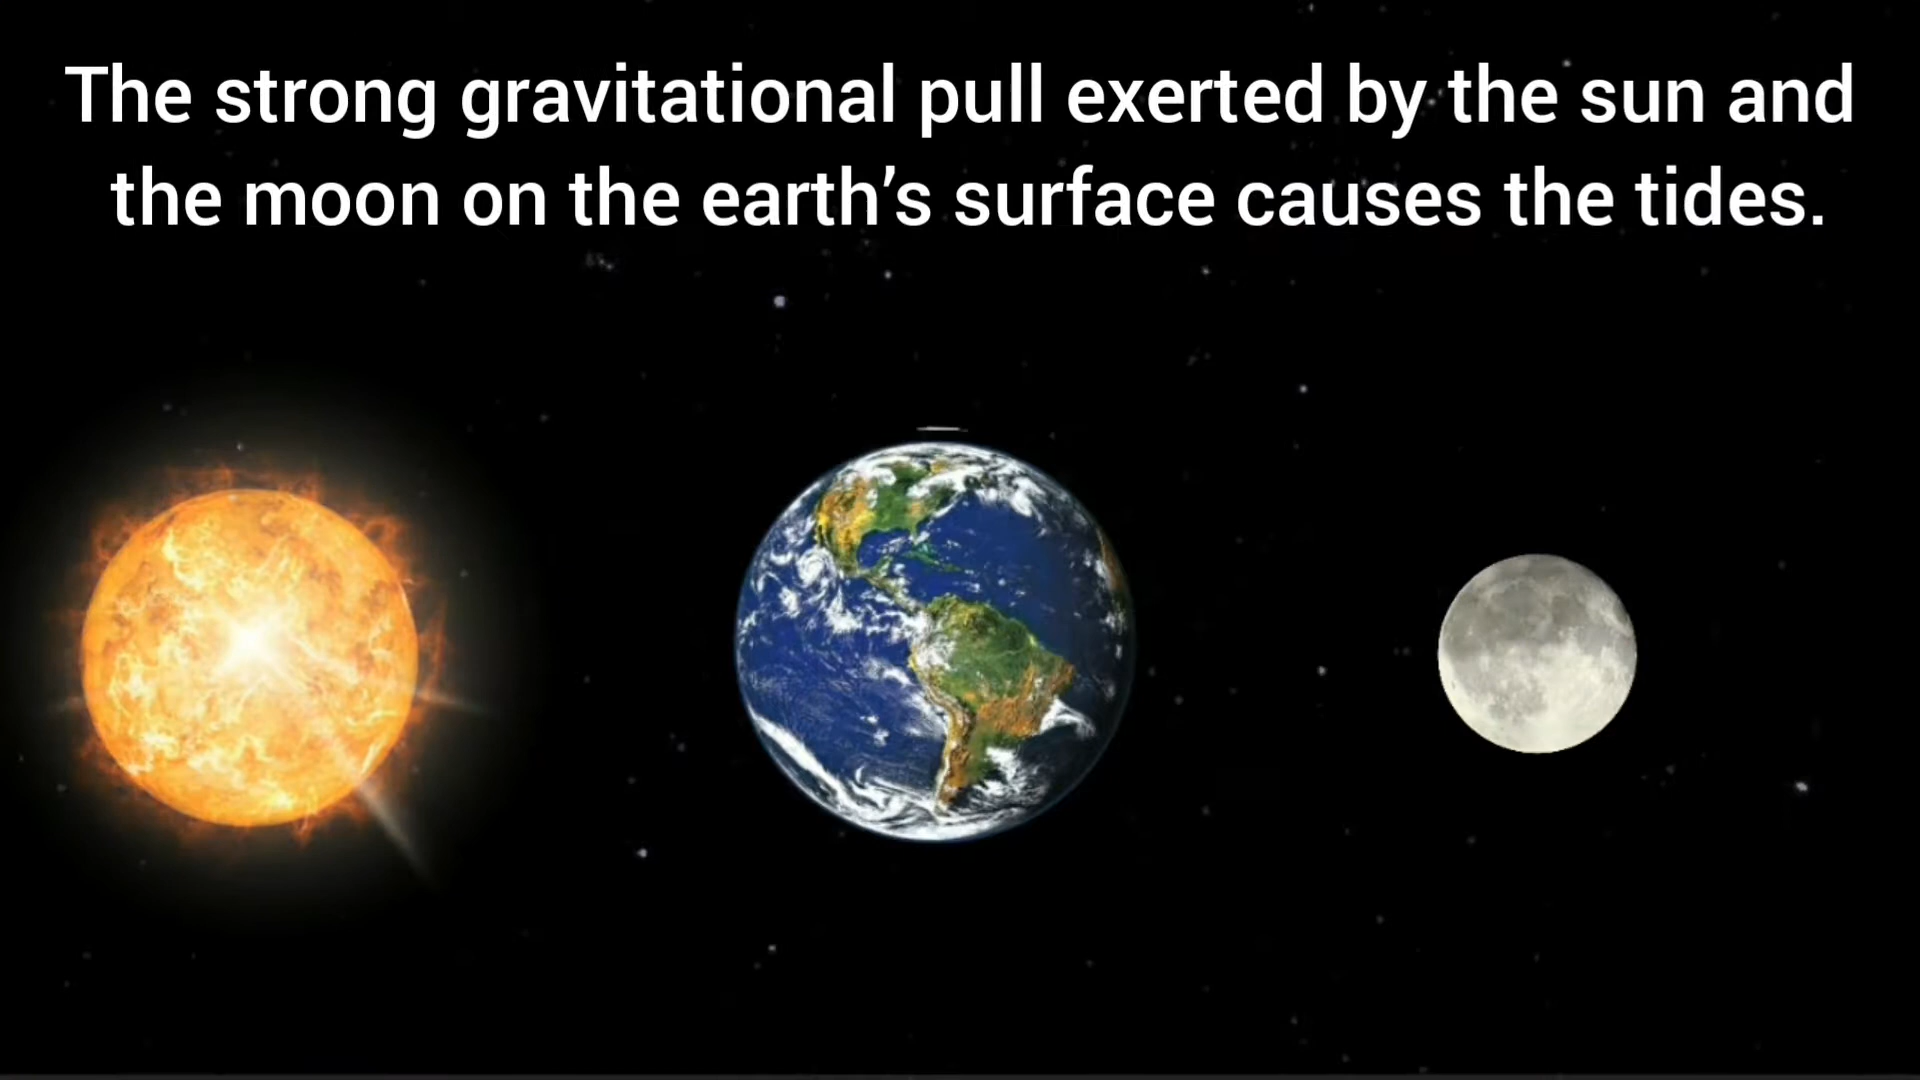 The strong gravitational pull exerted by the sun and
the moon on the earth’s surface causes the tides.